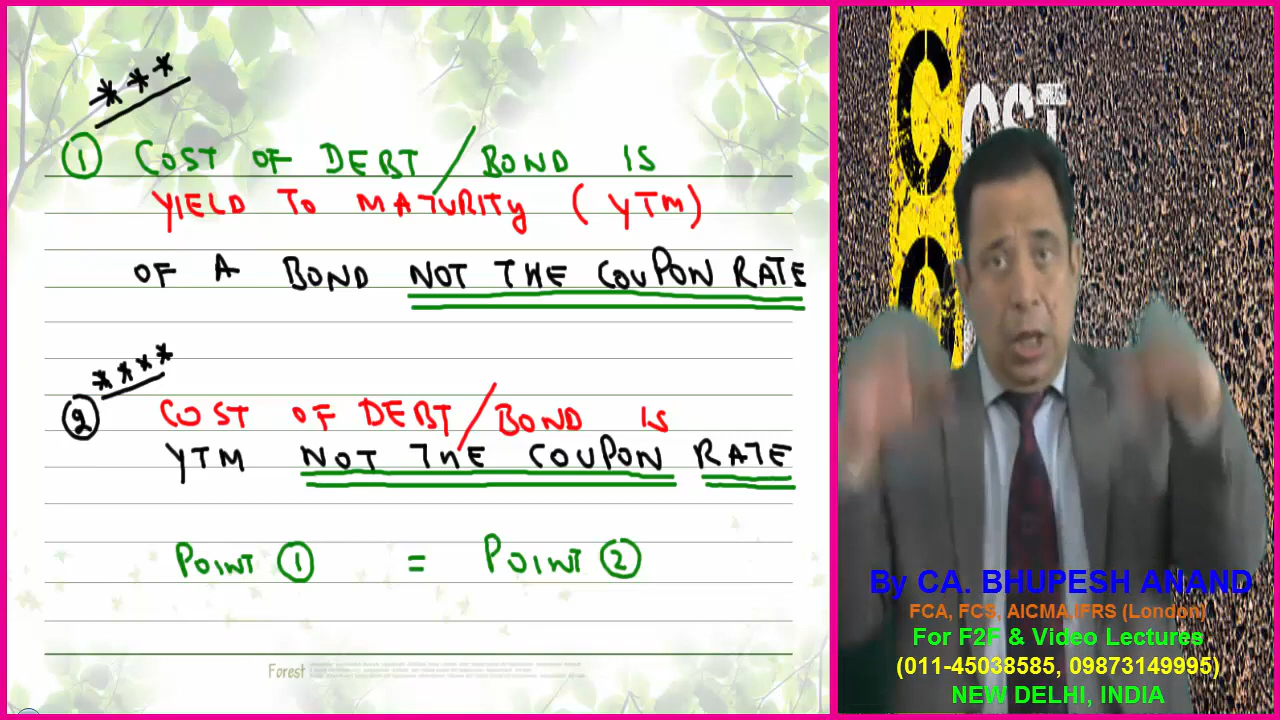 ***
① COST OF DEBT / BOND IS
YIELD TO MATURITY (YTM)
OF A BOND NOT THE COUPON RATE
****
② COST OF DEBT / BOND IS
YTM NOT THE COUPON RATE
POINT ① = POINT ②
Forest
By CA. BHUPESH ANAND
FCA, FCS, AICMA,IFRS (London)
For F2F & Video Lectures
(011-45038585, 09873149995)
NEW DELHI, INDIA